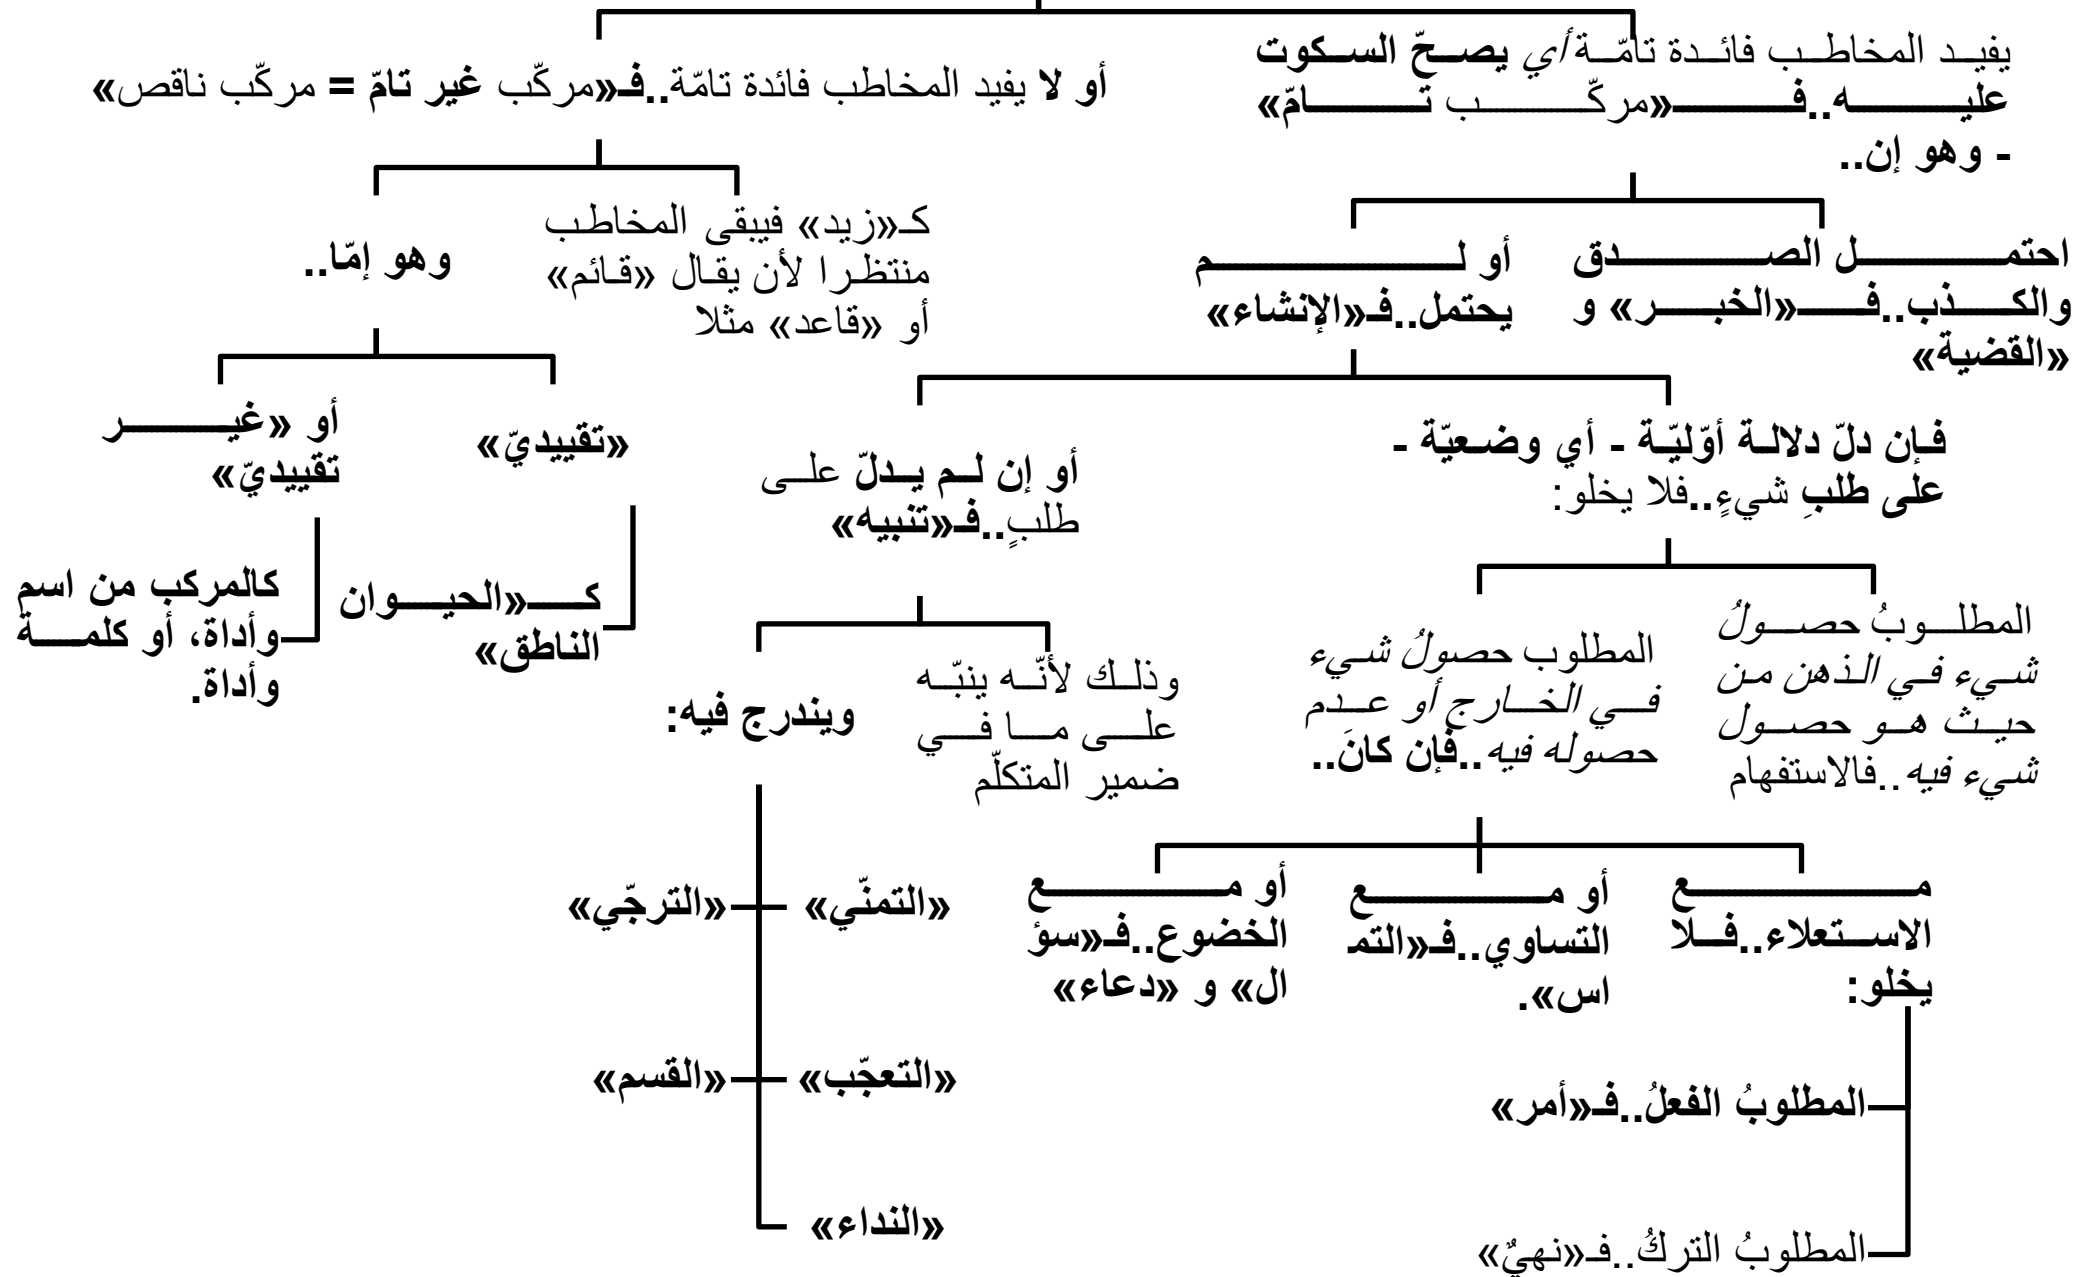 يفيد المخاطب فائدة تامّة أي يصحّ السكوت
عليه..فـ«مركّب تامّ»
- وهو إن..
أو لا يفيد المخاطب فائدة تامّة..فـ«مركّب غير تامّ = مركّب ناقص»
احتمل الصدق
والكذب..فـ«الخبر» و
«القضية»
أو لم
يحتمل..فـ«الإنشاء»
كـ«زيد» فيبقى المخاطب
منتظرا لأن يقال «قائم»
أو «قاعد» مثلا
وهو إمّا..
فإن دلّ دلالة أوّليّة - أي وضعيّة -
على طلبِ شيءٍ..فلا يخلو:
أو إن لم يدلّ على
طلبٍ..فـ«تنبيه»
«تقييديّ»
أو «غير
تقييديّ»
كـ«الحيوان
الناطق»
كالمركب من اسم
وأداة، أو كلمة
وأداة.
المطلوبُ حصولُ
شيء في الذهن من
حيث هو حصول
شيء فيه..فالاستفهام
المطلوب حصولُ شيء
في الخارج أو عدم
حصوله فيه..فإن كانَ..
وذلك لأنّه ينبّه
على ما في
ضمير المتكلّم
ويندرج فيه:
مع
الاستعلاء..فلا
يخلو:
أو مع
التساوي..فـ«التم
اس».
أو مع
الخضوع..فـ«سؤ
ال» و «دعاء»
«التمنّي»
«الترجّي»
«التعجّب»
«القسم»
«النداء»
المطلوبُ الفعلُ..فـ«أمر»
المطلوبُ التركُ..فـ«نهيٌ»